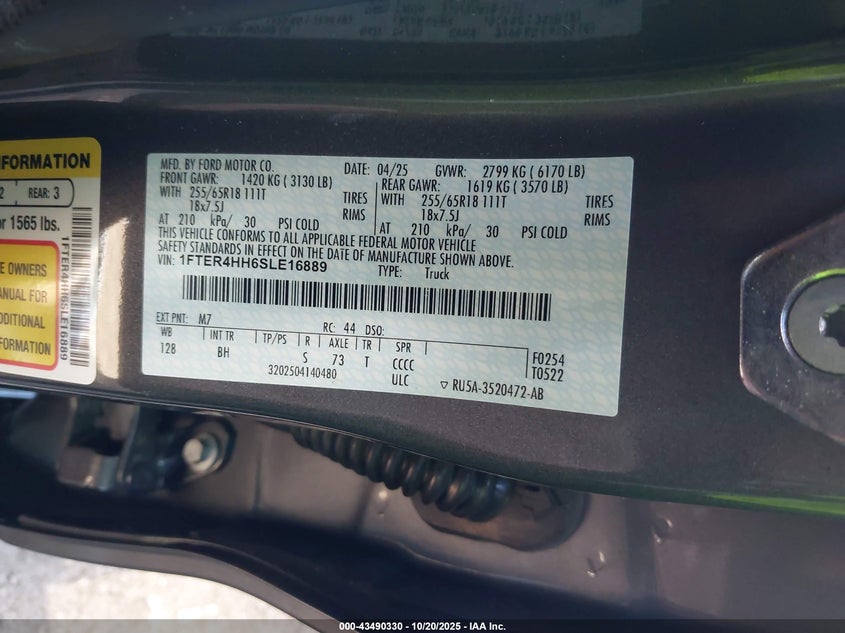 INFORMATION
2 REAR: 3
or 1565 lbs.
E OWNERS
ANUAL FOR
DDITIONAL
FORMATION
1FTER4HH6SLE16889
MFD. BY FORD MOTOR CO. DATE: 04/25 GVWR: 2799 KG ( 6170 LB)
FRONT GAWR: 1420 KG ( 3130 LB) REAR GAWR: 1619 KG ( 3570 LB)
WITH 255/65R18 111T TIRES WITH 255/65R18 111T TIRES
18x7.5J RIMS 18x7.5J RIMS
AT 210 kPa/ 30 PSI COLD AT 210 kPa/ 30 PSI COLD
THIS VEHICLE CONFORMS TO ALL APPLICABLE FEDERAL MOTOR VEHICLE
SAFETY STANDARDS IN EFFECT ON THE DATE OF MANUFACTURE SHOWN ABOVE.
VIN: 1FTER4HH6SLE16889 TYPE: Truck
EXT PNT: M7 RC: 44 DSO:
WB INT TR TP/PS R AXLE TR SPR
128 BH S 73 T CCCC F0254
3202504140480 ULC T0522
RU5A-3520472-AB
000-43490330 - 10/20/2025 - IAA Inc.